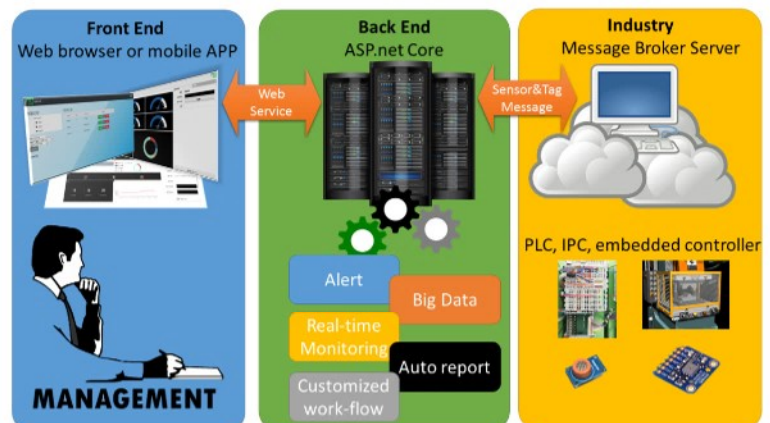 Front End
Web browser or mobile APP
MANAGEMENT
Web
Service
Back End
ASP.net Core
Alert
Big Data
Real-time
Monitoring
Auto report
Customized
work-flow
Sensor&Tag
Message
Industry
Message Broker Server
PLC, IPC, embedded controller